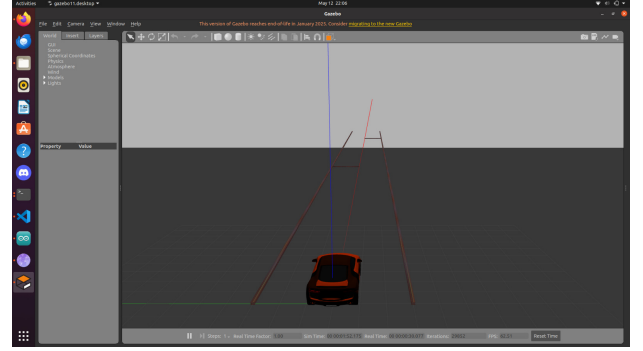 Activities
gazebo11.desktop
May 12 22:06
Gazebo
File Edit Camera View Window Help
This version of Gazebo reaches end-of-life in January 2025. Consider migrating to the new Gazebo
World Insert Layers
GUI
Scene
Spherical Coordinates
Physics
Atmosphere
Wind
Models
Lights
Property Value
Steps: 1 Real Time Factor: Sim Time: Real Time: Iterations: FPS: Reset Time